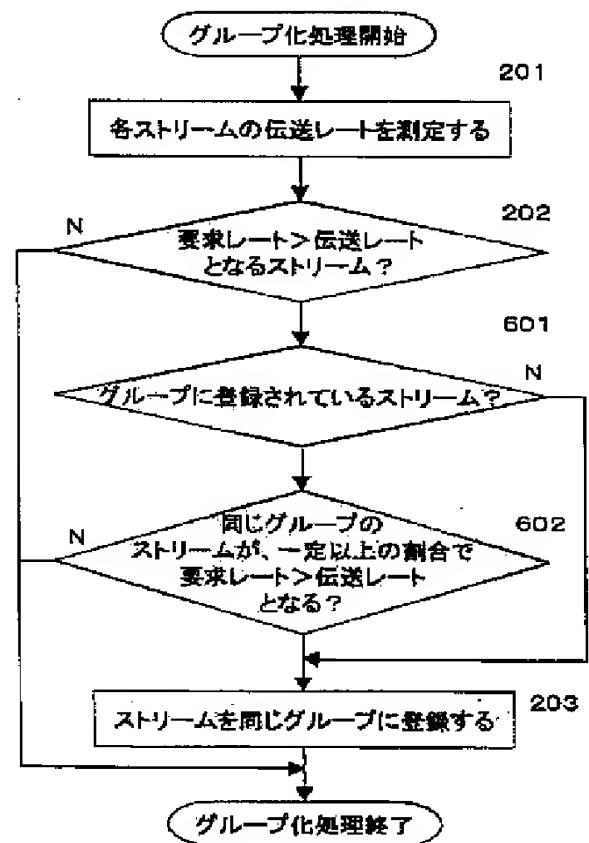 グループ化処理開始
201
各ストリームの伝送レートを測定する
202
N
要求レート>伝送レート
となるストリーム?
601
N
グループに登録されているストリーム?
602
N
同じグループの
ストリームが、一定以上の割合で
要求レート>伝送レート
となる?
203
ストリームを同じグループに登録する
グループ化処理終了